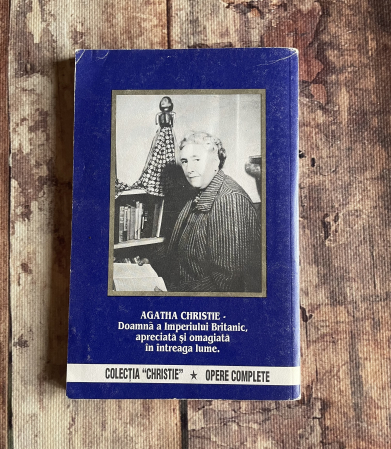 AGATHA CHRISTIE -
Doamnă a Imperiului Britanic,
apreciată și omagiată
în întreaga lume.
COLECȚIA "CHRISTIE" ★ OPERE COMPLETE